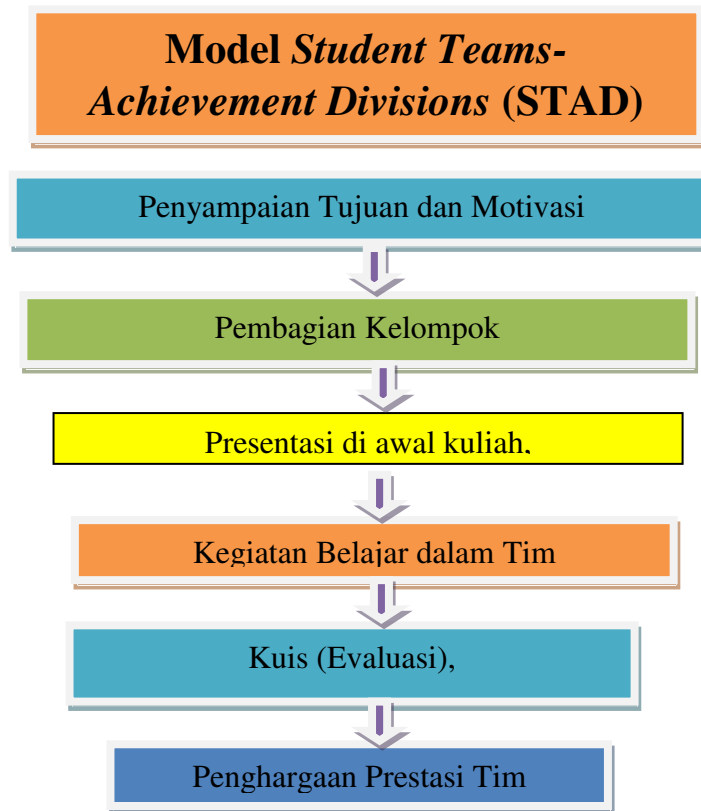 Model Student Teams-
Achievement Divisions (STAD)
Penyampaian Tujuan dan Motivasi
Pembagian Kelompok
Presentasi di awal kuliah,
Kegiatan Belajar dalam Tim
Kuis (Evaluasi),
Penghargaan Prestasi Tim